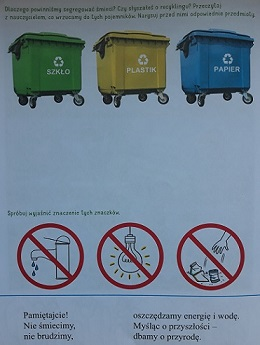 Dlaczego powinniśmy segregować śmieci? Czy słyszałeś o recyklingu? Przeczytaj
z nauczycielem, co wrzucamy do tych pojemników. Narysuj przed nimi odpowiednie przedmioty.
SZKŁO
PLASTIK
PAPIER
Spróbuj wyjaśnić znaczenie tych znaczków.
Pamiętajcie!
Nie śmiecimy,
nie brudzimy,
oszczędzamy energię i wodę.
Myśląc o przyszłości –
dbamy o przyrodę.